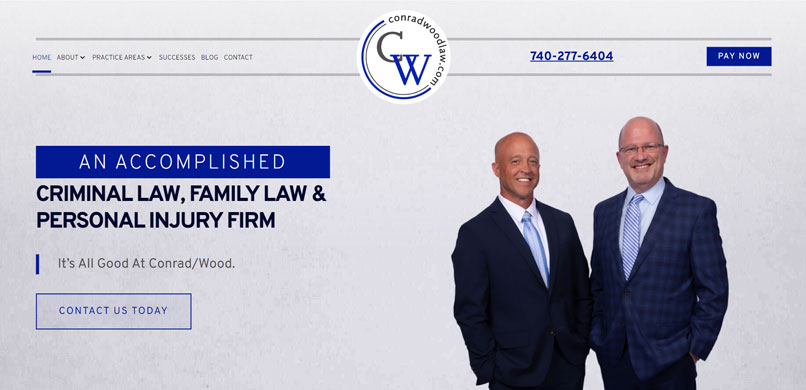 conradwoodlaw.com
CW
HOME ABOUT PRACTICE AREAS SUCCESSES BLOG CONTACT
740-277-6404
PAY NOW
AN ACCOMPLISHED
CRIMINAL LAW, FAMILY LAW &
PERSONAL INJURY FIRM
It's All Good At Conrad/Wood.
CONTACT US TODAY